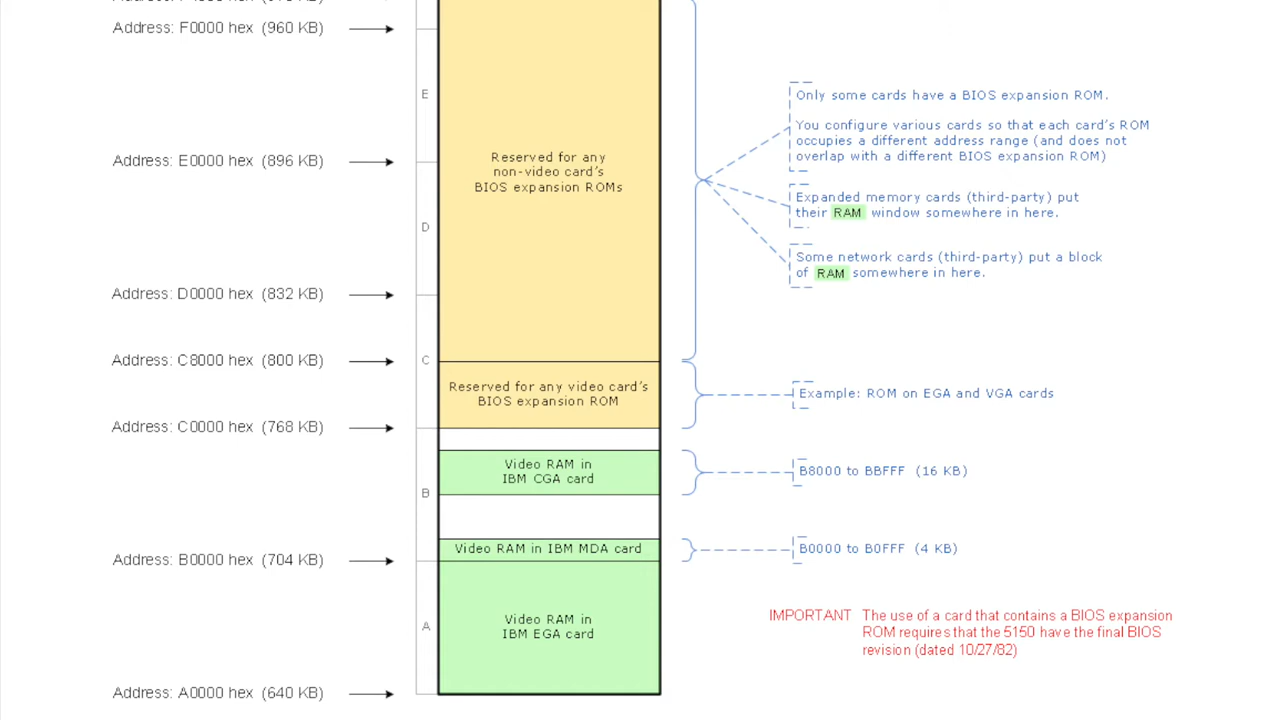 Address: F0000 hex (960 KB)
E
Only some cards have a BIOS expansion ROM.
You configure various cards so that each card's ROM
occupies a different address range (and does not
overlap with a different BIOS expansion ROM)
Address: E0000 hex (896 KB)
Reserved for any
non-video card's
BIOS expansion ROMs
Expanded memory cards (third-party) put
their RAM window somewhere in here.
D
Some network cards (third-party) put a block
of RAM somewhere in here.
Address: D0000 hex (832 KB)
Address: C8000 hex (800 KB)
C
Reserved for any video card's
BIOS expansion ROM
Example: ROM on EGA and VGA cards
Address: C0000 hex (768 KB)
Video RAM in
IBM CGA card
B8000 to BBFFF (16 KB)
B
Video RAM in IBM MDA card
B0000 to B0FFF (4 KB)
Address: B0000 hex (704 KB)
Video RAM in
IBM EGA card
A
IMPORTANT The use of a card that contains a BIOS expansion
ROM requires that the 5150 have the final BIOS
revision (dated 10/27/82)
Address: A0000 hex (640 KB)